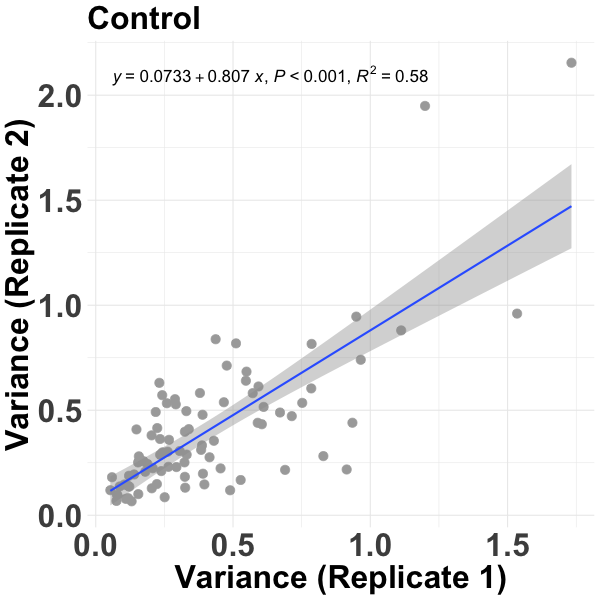 Control
y = 0.0733 + 0.807 x, P < 0.001, R² = 0.58
Variance (Replicate 2)
2.0
1.5
1.0
0.5
0.0
0.0 0.5 1.0 1.5
Variance (Replicate 1)